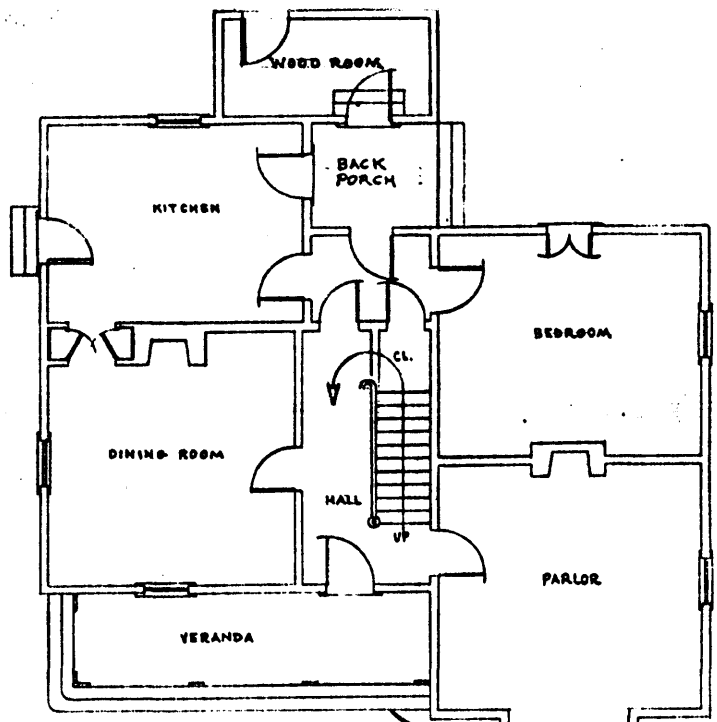 WOOD ROOM
BACK
PORCH
KITCHEN
BEDROOM
CL.
DINING ROOM
HALL
UP
PARLOR
VERANDA